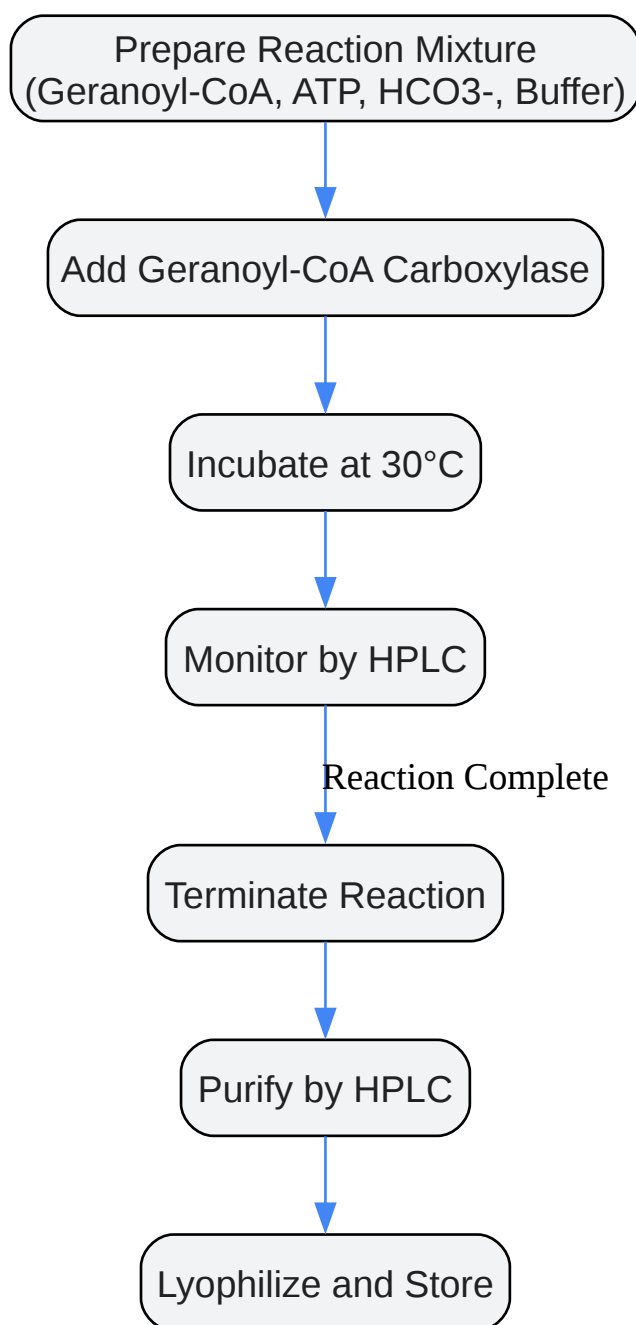 Prepare Reaction Mixture
(Geranoyl-CoA, ATP, HCO3-, Buffer)
Add Geranoyl-CoA Carboxylase
Incubate at 30°C
Monitor by HPLC
Reaction Complete
Terminate Reaction
Purify by HPLC
Lyophilize and Store